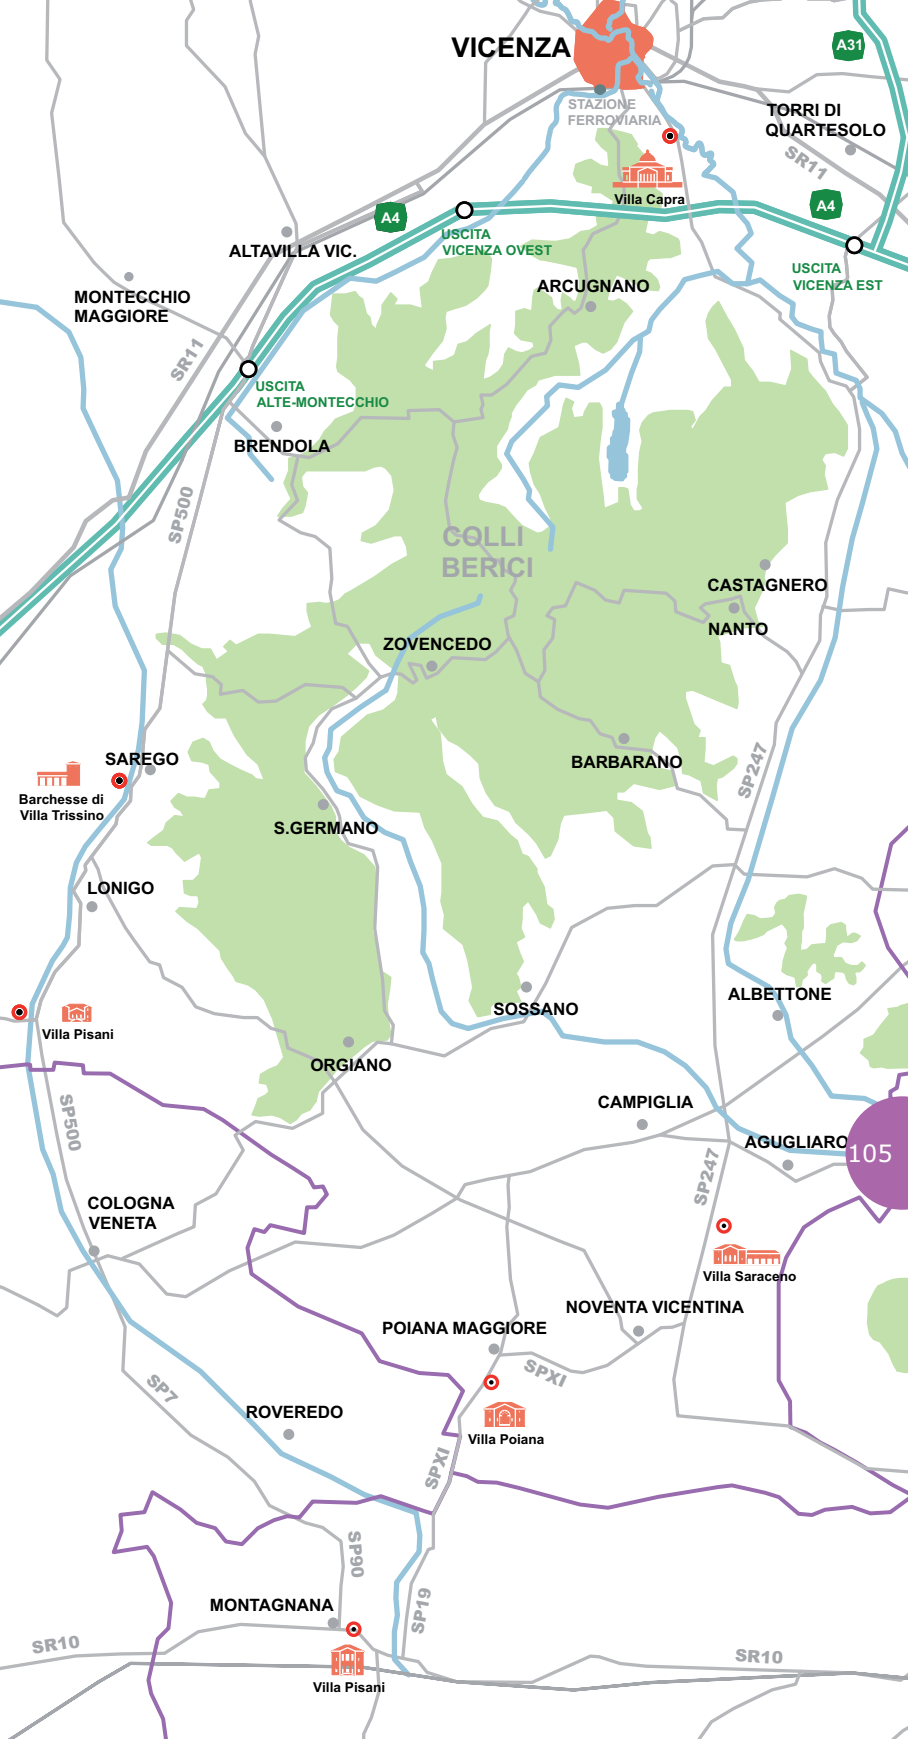 VICENZA
A31
STAZIONE
FERROVIARIA
TORRI DI
QUARTESOLO
SR11
Villa Capra
A4
A4
USCITA
VICENZA OVEST
ALTAVILLA VIC.
USCITA
VICENZA EST
ARCUGNANO
MONTECCHIO
MAGGIORE
SR11
USCITA
ALTE-MONTECCHIO
BRENDOLA
SP500
COLLI
BERICI
CASTAGNERO
NANTO
ZOVENCEDO
SAREGO
BARBARANO
SP247
Barchesse di
Villa Trissino
S.GERMANO
LONIGO
ALBETTONE
SOSSANO
Villa Pisani
ORGIANO
CAMPIGLIA
SP500
AGUGLIARO
105
SP247
COLOGNA
VENETA
Villa Saraceno
NOVENTA VICENTINA
POIANA MAGGIORE
SPXI
SP7
ROVEREDO
Villa Poiana
SPXI
SP90
MONTAGNANA
SP19
SR10
SR10
Villa Pisani